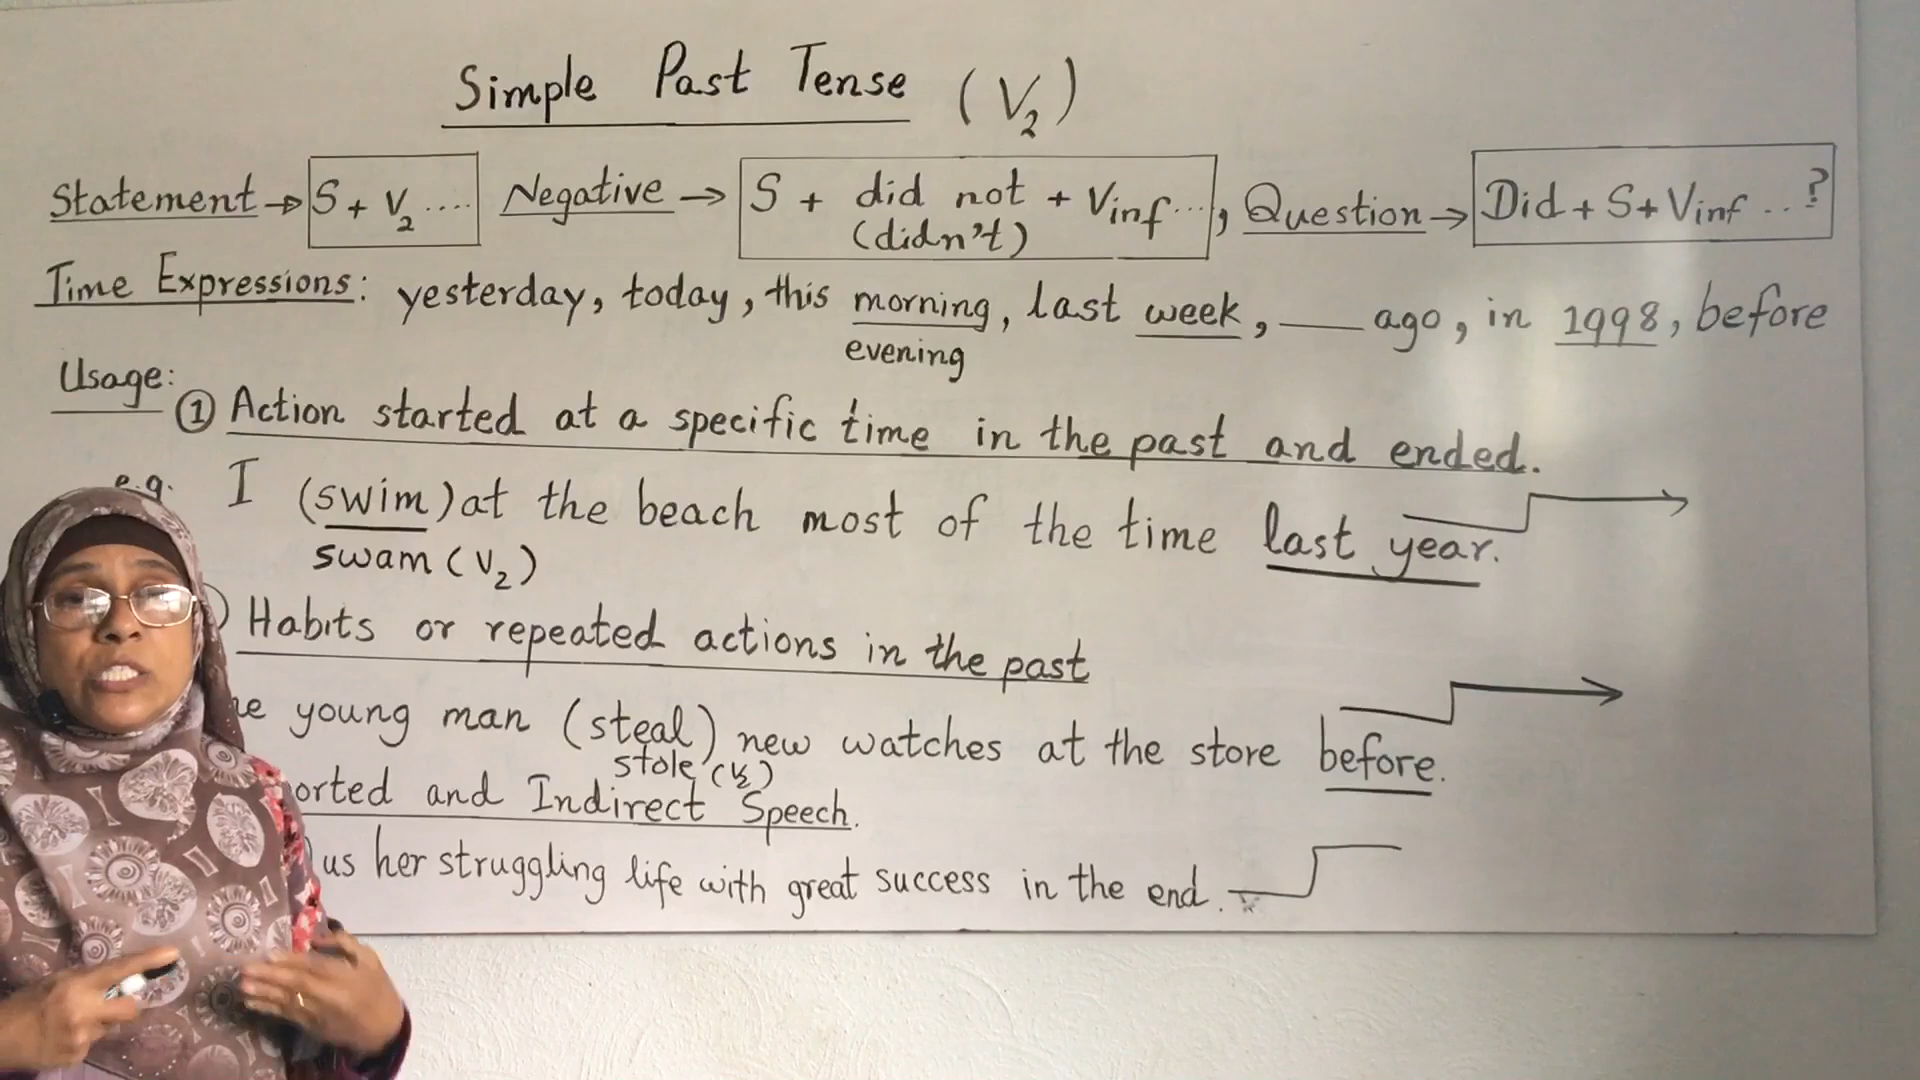 Simple Past Tense (V2)
Statement → S + V2 .... Negative → S + did not + Vinf..., Question → Did + S + Vinf ..?
(didn't)
Time Expressions: yesterday, today, this morning, last week, ___ ago, in 1998, before
evening
Usage:
① Action started at a specific time in the past and ended.
e.g. I (swim) at the beach most of the time last year.
swam (V2)
Habits or repeated actions in the past
young man (steal) new watches at the store before.
stole (V2)
and Indirect Speech.
) us her struggling life with great success in the end.